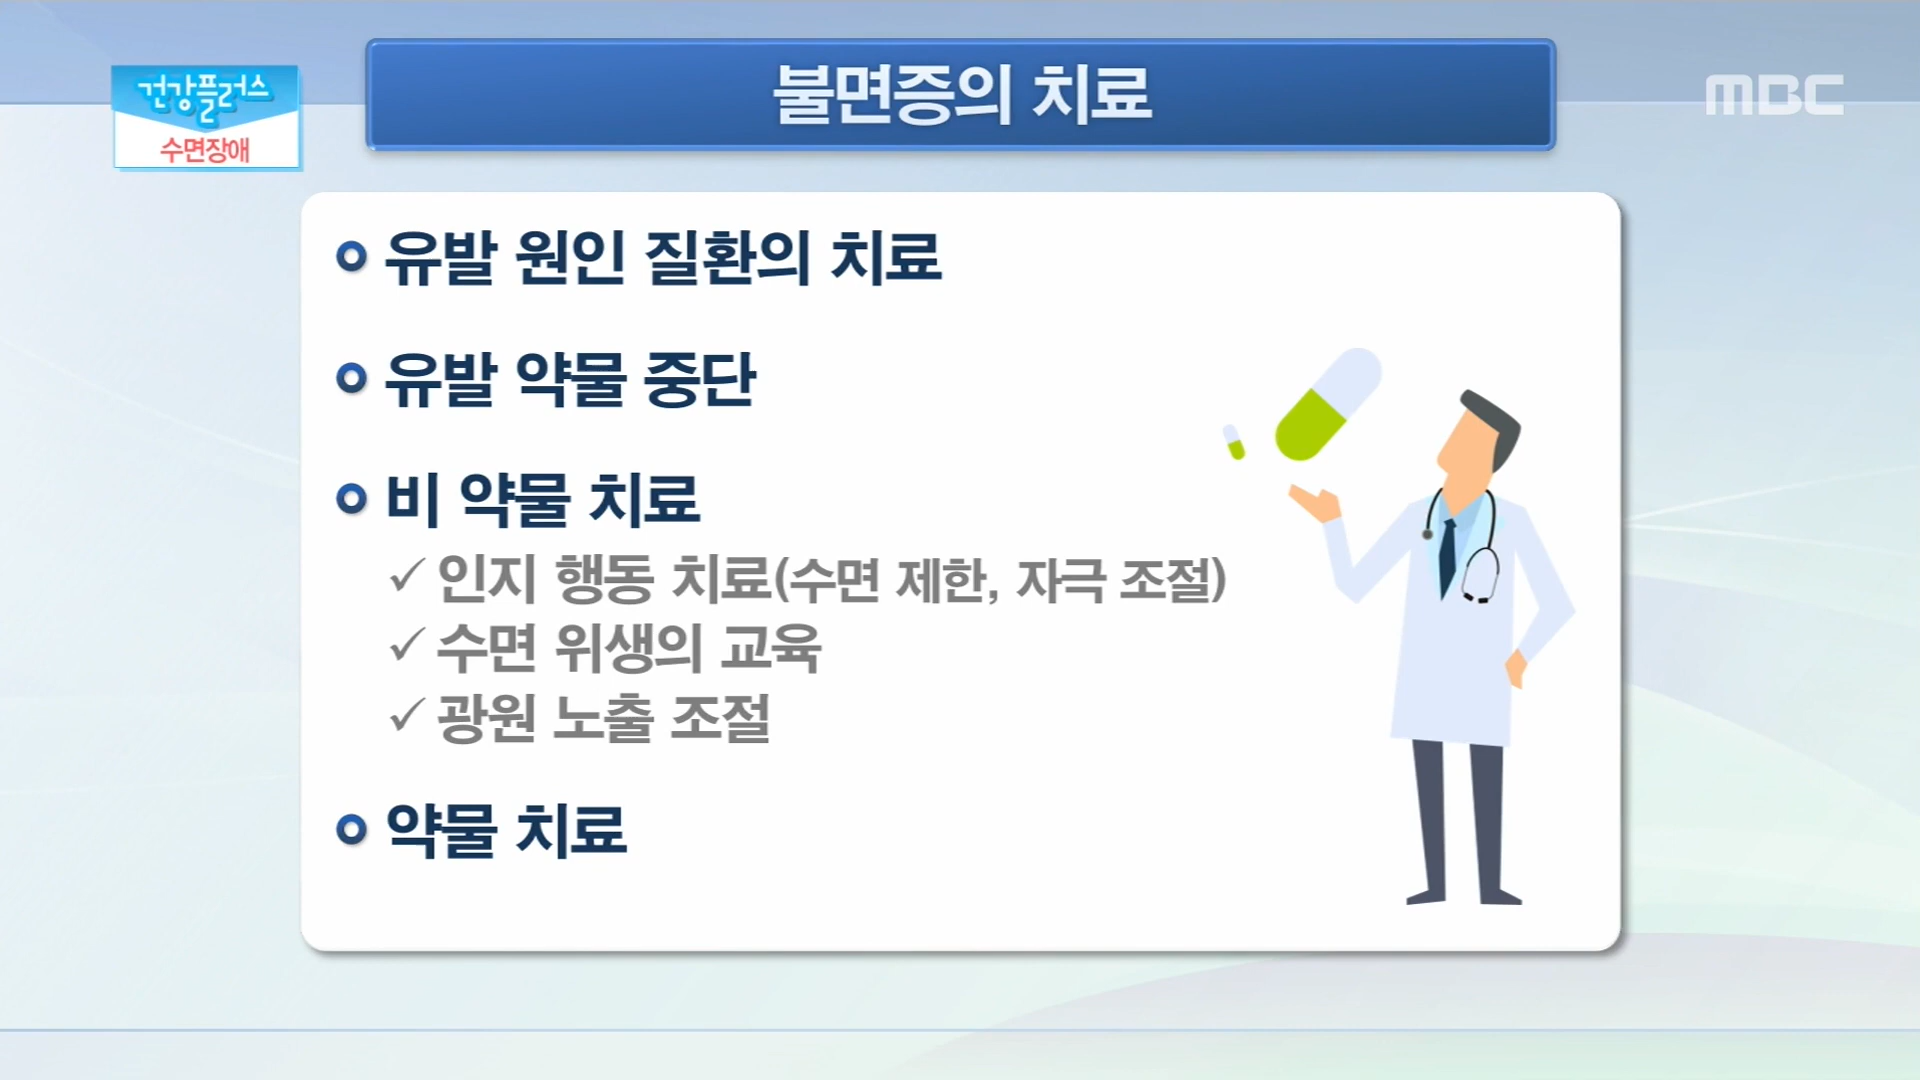 건강플러스
수면장애
불면증의 치료
MBC
유발 원인 질환의 치료
유발 약물 중단
비 약물 치료
✓ 인지 행동 치료(수면 제한, 자극 조절)
✓ 수면 위생의 교육
✓ 광원 노출 조절
약물 치료